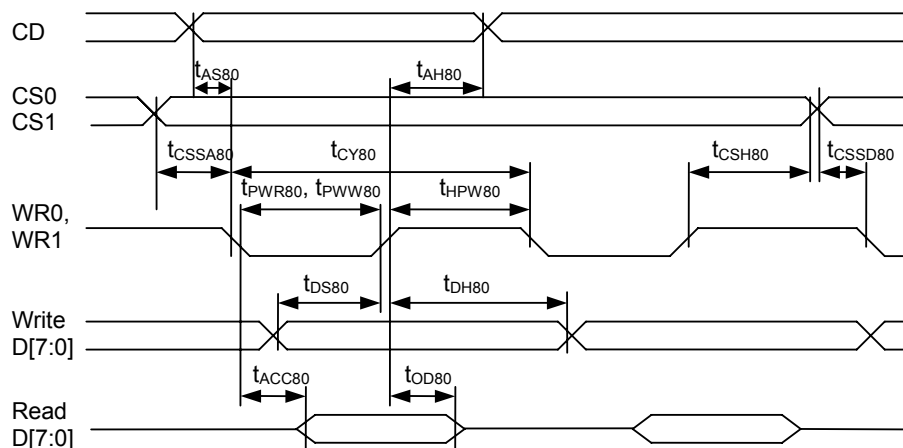 CD
tAS80 tAH80
CS0
CS1
tCSSA80 tCY80 tCSH80 tCSSD80
tPWR80, tPWW80 tHPW80
WR0,
WR1
tDS80 tDH80
Write
D[7:0]
tACC80 tOD80
Read
D[7:0]